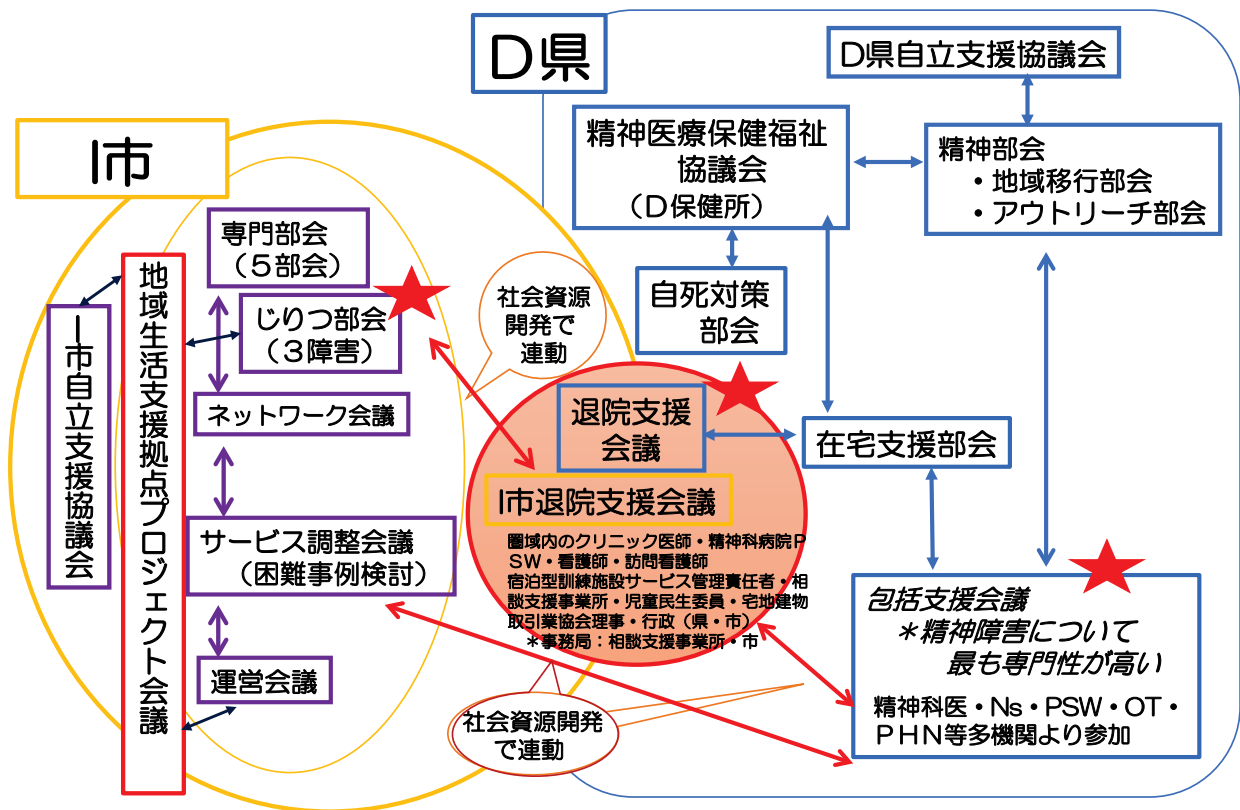 D県
D県自立支援協議会
精神医療保健福祉
協議会
（D保健所）
精神部会
・地域移行部会
・アウトリーチ部会
自死対策
部会
I市
専門部会
（５部会）
じりつ部会
（３障害）
ネットワーク会議
サービス調整会議
（困難事例検討）
運営会議
地域生活支援拠点プロジェクト会議
I市自立支援協議会
社会資源
開発で
連動
退院支援
会議
I市退院支援会議
圏域内のクリニック医師・精神科病院P
SW・看護師・訪問看護師
宿泊型訓練施設サービス管理責任者・相
談支援事業所・児童民生委員・宅地建物
取引業協会理事・行政（県・市）
＊事務局：相談支援事業所・市
在宅支援部会
包括支援会議
＊精神障害について
最も専門性が高い
精神科医・Ns・PSW・OT・
PHN等多機関より参加
社会資源開発
で連動